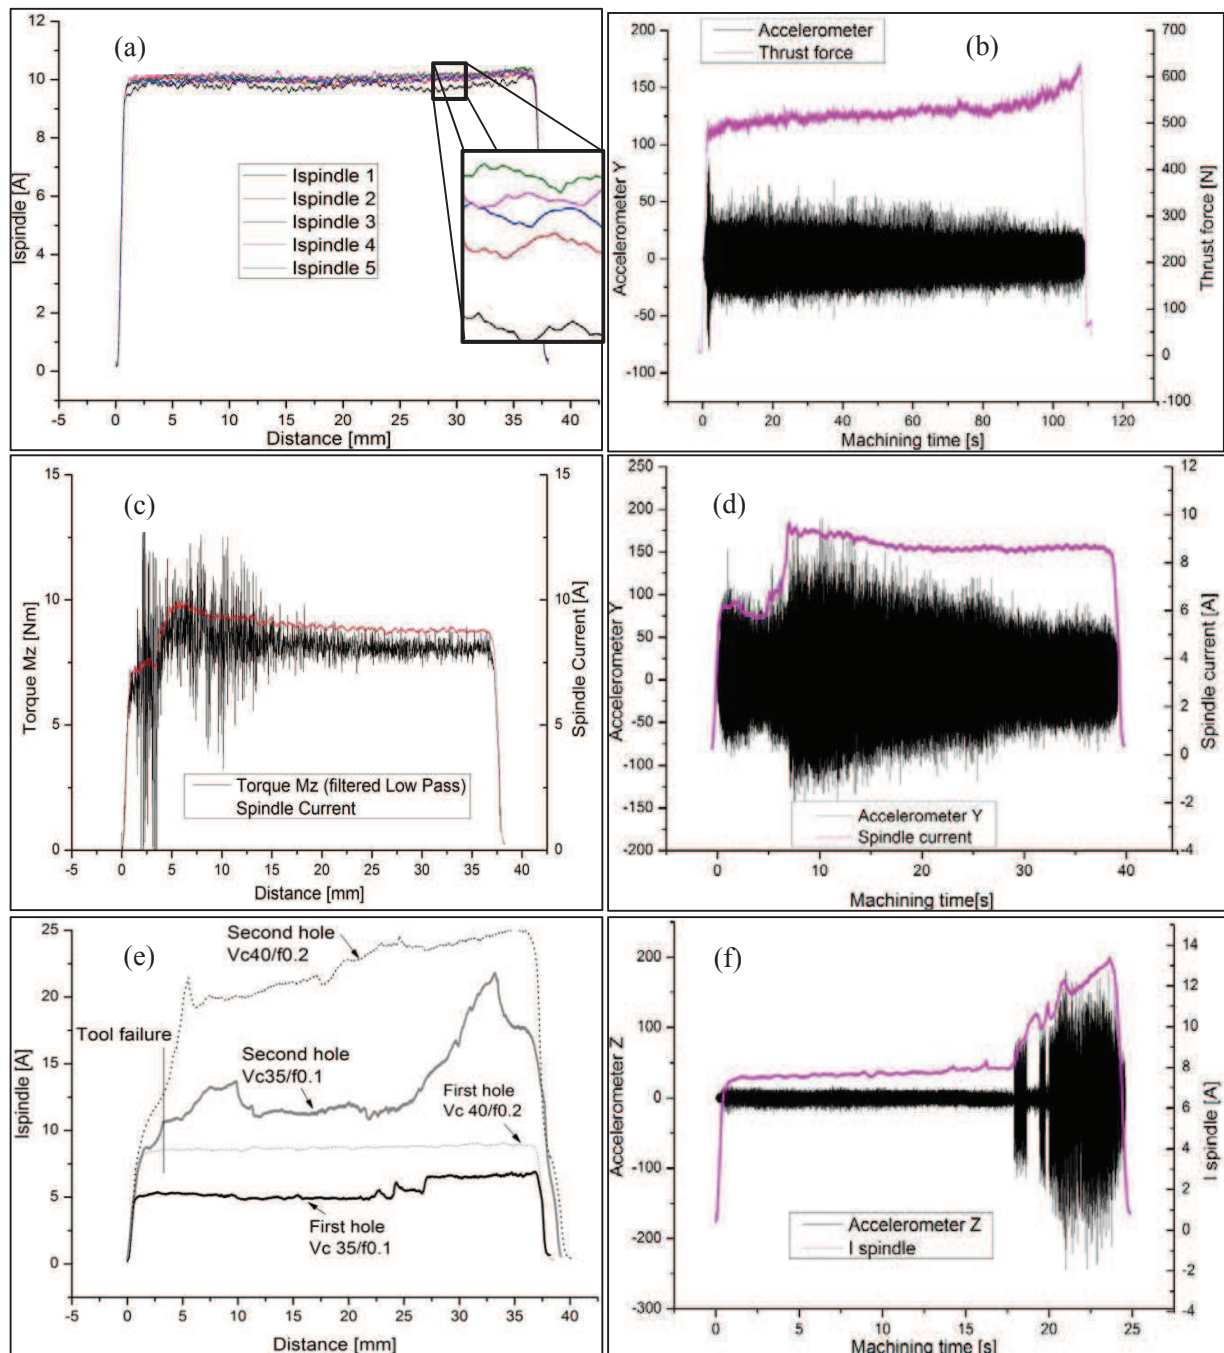 (a)
12
10
8
6
4
2
0
Ispindle [A]
Ispindle 1
Ispindle 2
Ispindle 3
Ispindle 4
Ispindle 5
-5 0 5 10 15 20 25 30 35 40
Distance [mm]
(b)
Accelerometer
Thrust force
200
150
100
50
0
-50
-100
Accelerometer Y
700
600
500
400
300
200
100
0
-100
Thrust force [N]
0 20 40 60 80 100 120
Machining time [s]
(c)
15
10
5
0
Torque Mz [Nm]
15
10
5
0
Spindle Current [A]
Torque Mz (filtered Low Pass)
Spindle Current
-5 0 5 10 15 20 25 30 35 40
Distance [mm]
(d)
250
200
150
100
50
0
-50
-100
-150
-200
Accelerometer Y
12
10
8
6
4
2
0
-2
-4
Spindle current [A]
Accelerometer Y
Spindle current
0 10 20 30 40
Machining time[s]
(e)
25
20
15
10
5
0
Ispindle [A]
Second hole
Vc40/f0.2
Tool failure
Second hole
Vc35/f0.1
First hole
Vc 40/f0.2
First hole
Vc 35/f0.1
-5 0 5 10 15 20 25 30 35 40
Distance [mm]
(f)
200
100
0
-100
-200
-300
Accelerometer Z
14
12
10
8
6
4
2
0
-2
-4
I spindle [A]
Accelerometer Z
I spindle
0 5 10 15 20 25
Machining time [s]